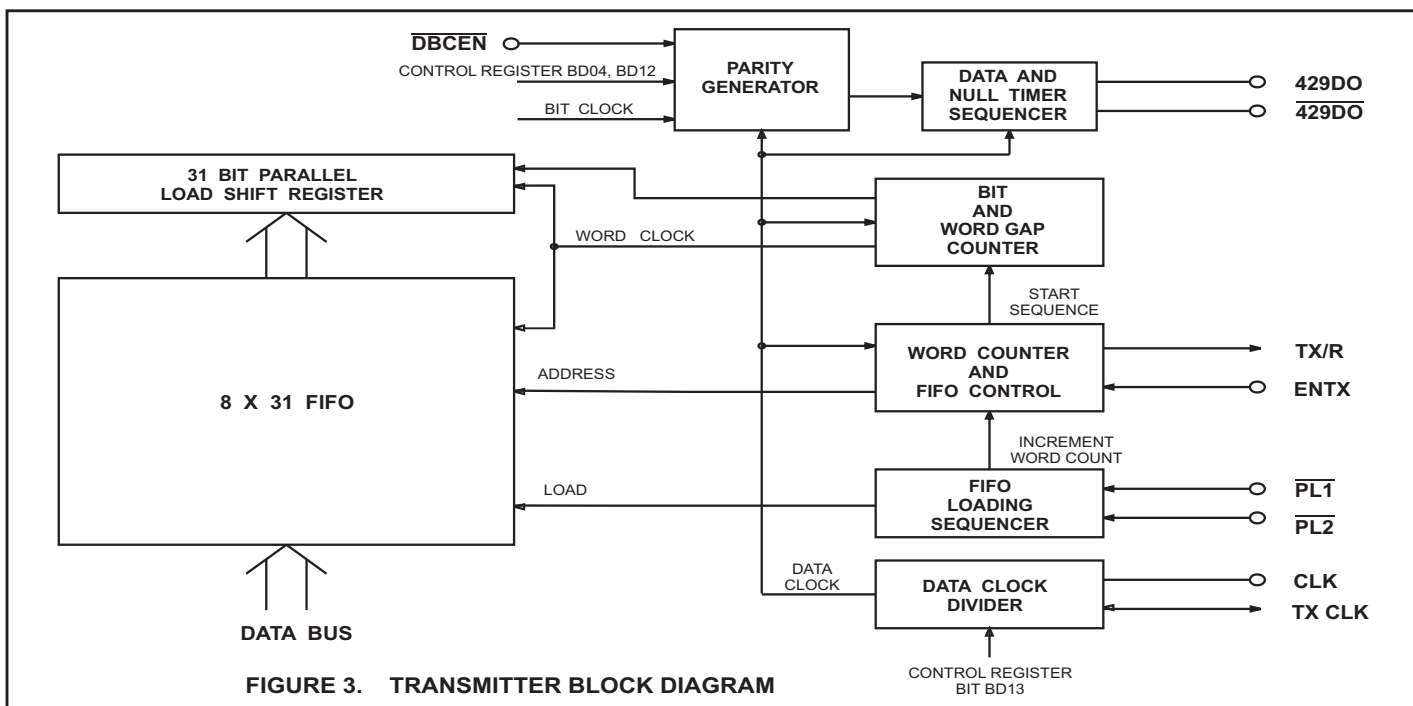 DBCEN
CONTROL REGISTER BD04, BD12
BIT CLOCK
PARITY
GENERATOR
DATA AND
NULL TIMER
SEQUENCER
429DO
429DO
31 BIT PARALLEL
LOAD SHIFT REGISTER
BIT
AND
WORD GAP
COUNTER
WORD CLOCK
START
SEQUENCE
8 X 31 FIFO
ADDRESS
WORD COUNTER
AND
FIFO CONTROL
TX/R
ENTX
INCREMENT
WORD COUNT
LOAD
FIFO
LOADING
SEQUENCER
PL1
PL2
DATA
CLOCK
DATA CLOCK
DIVIDER
CLK
TX CLK
DATA BUS
CONTROL REGISTER
BIT BD13
FIGURE 3. TRANSMITTER BLOCK DIAGRAM